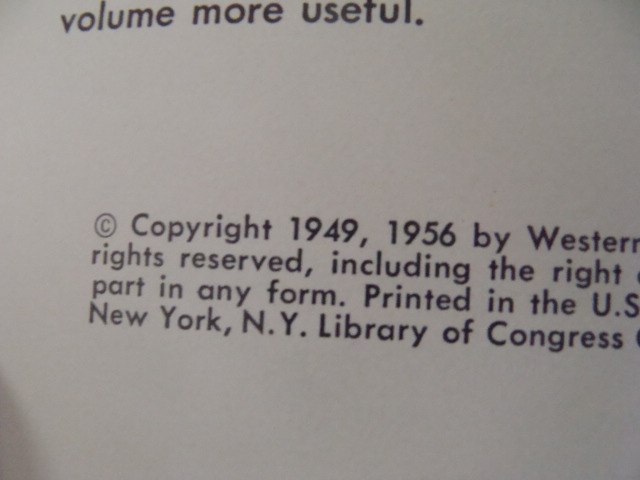 volume more useful.
© Copyright 1949, 1956 by Western
rights reserved, including the right
part in any form. Printed in the U.S
New York, N.Y. Library of Congress